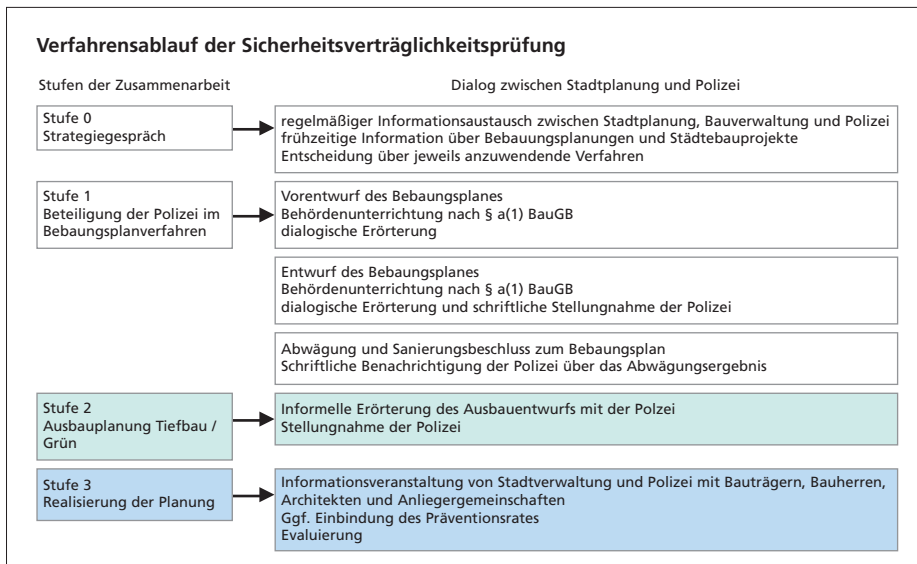 Verfahrensablauf der Sicherheitsverträglichkeitsprüfung
Stufen der Zusammenarbeit
Dialog zwischen Stadtplanung und Polizei
Stufe 0
Strategiegespräch
regelmäßiger Informationsaustausch zwischen Stadtplanung, Bauverwaltung und Polizei
frühzeitige Information über Bebauungsplanungen und Städtebauprojekte
Entscheidung über jeweils anzuwendende Verfahren
Stufe 1
Beteiligung der Polizei im
Bebaungsplanverfahren
Vorentwurf des Bebaungsplanes
Behördenunterrichtung nach § a(1) BauGB
dialogische Erörterung
Entwurf des Bebaungsplanes
Behördenunterrichtung nach § a(1) BauGB
dialogische Erörterung und schriftliche Stellungnahme der Polizei
Abwägung und Sanierungsbeschluss zum Bebaungsplan
Schriftliche Benachrichtigung der Polizei über das Abwägungsergebnis
Stufe 2
Ausbauplanung Tiefbau /
Grün
Informelle Erörterung des Ausbauentwurfs mit der Polzei
Stellungnahme der Polizei
Stufe 3
Realisierung der Planung
Informationsveranstaltung von Stadtverwaltung und Polizei mit Bauträgern, Bauherren,
Architekten und Anliegergemeinschaften
Ggf. Einbindung des Präventionsrates
Evaluierung